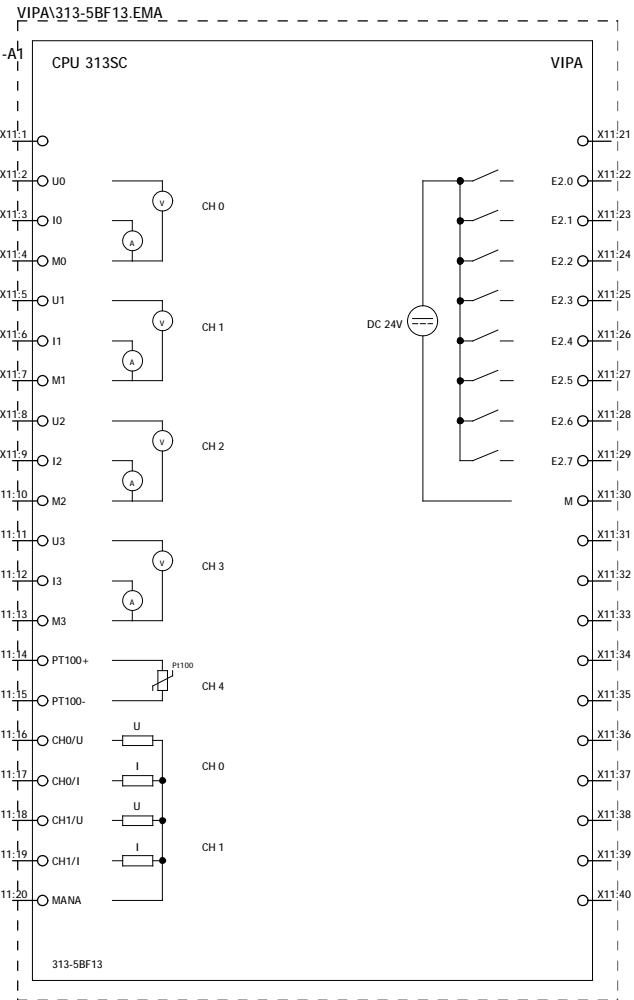 VIPA\313-5BF13.EMA
-A1
CPU 313SC VIPA
X11:1 X11:21
X11:2 U0 V CH 0 E2.0 X11:22
X11:3 I0 A E2.1 X11:23
X11:4 M0 E2.2 X11:24
X11:5 U1 V CH 1 DC 24V E2.3 X11:25
X11:6 I1 A E2.4 X11:26
X11:7 M1 E2.5 X11:27
X11:8 U2 V CH 2 E2.6 X11:28
X11:9 I2 A E2.7 X11:29
11:10 M2 M X11:30
11:11 U3 V CH 3 X11:31
11:12 I3 A X11:32
11:13 M3 X11:33
11:14 PT100+ Pt100 CH 4 X11:34
11:15 PT100- X11:35
11:16 CH0/U U CH 0 X11:36
11:17 CH0/I I X11:37
11:18 CH1/U U CH 1 X11:38
11:19 CH1/I I X11:39
11:20 MANA X11:40
313-5BF13